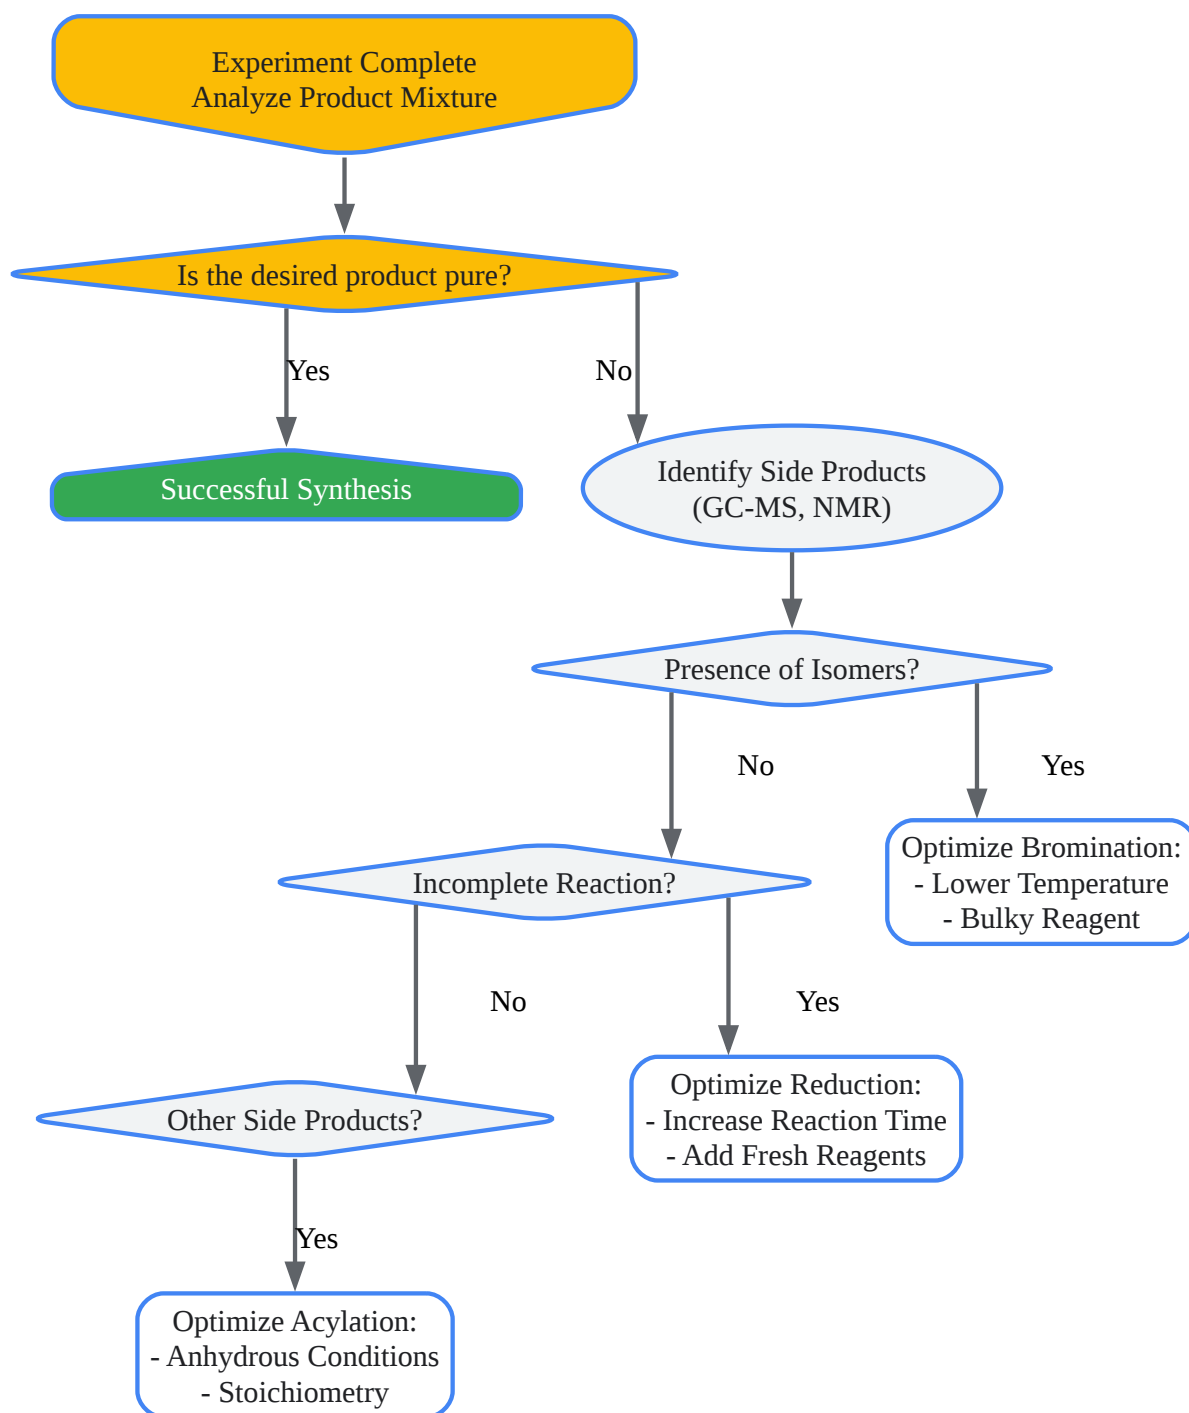 Experiment Complete
Analyze Product Mixture
Is the desired product pure?
Yes
No
Successful Synthesis
Identify Side Products
(GC-MS, NMR)
Presence of Isomers?
No
Yes
Optimize Bromination:
- Lower Temperature
- Bulky Reagent
Incomplete Reaction?
No
Yes
Optimize Reduction:
- Increase Reaction Time
- Add Fresh Reagents
Other Side Products?
Yes
Optimize Acylation:
- Anhydrous Conditions
- Stoichiometry